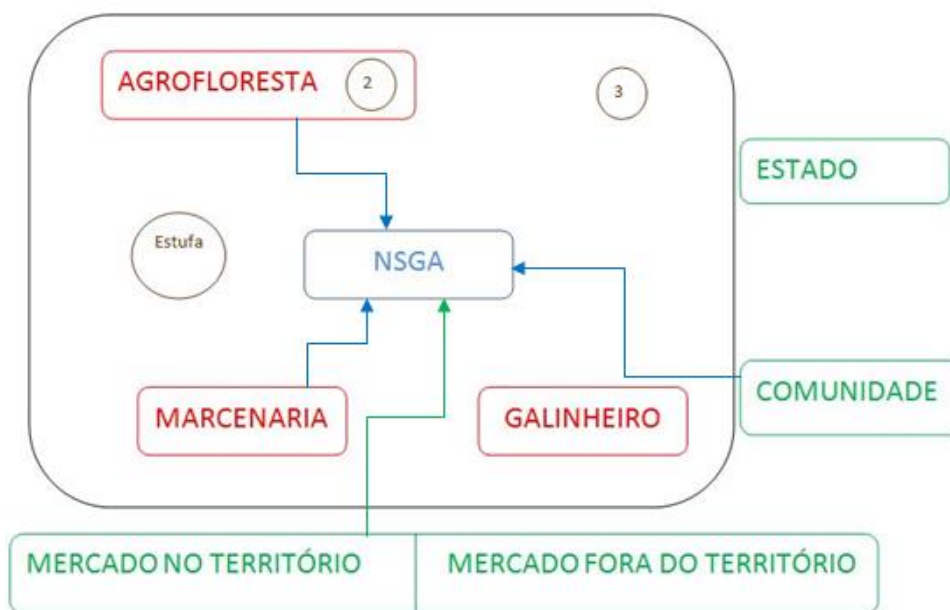 AGROFLORESTA
2
3
ESTADO
Estufa
NSGA
MARCENARIA
GALINHEIRO
COMUNIDADE
MERCADO NO TERRITÓRIO
MERCADO FORA DO TERRITÓRIO